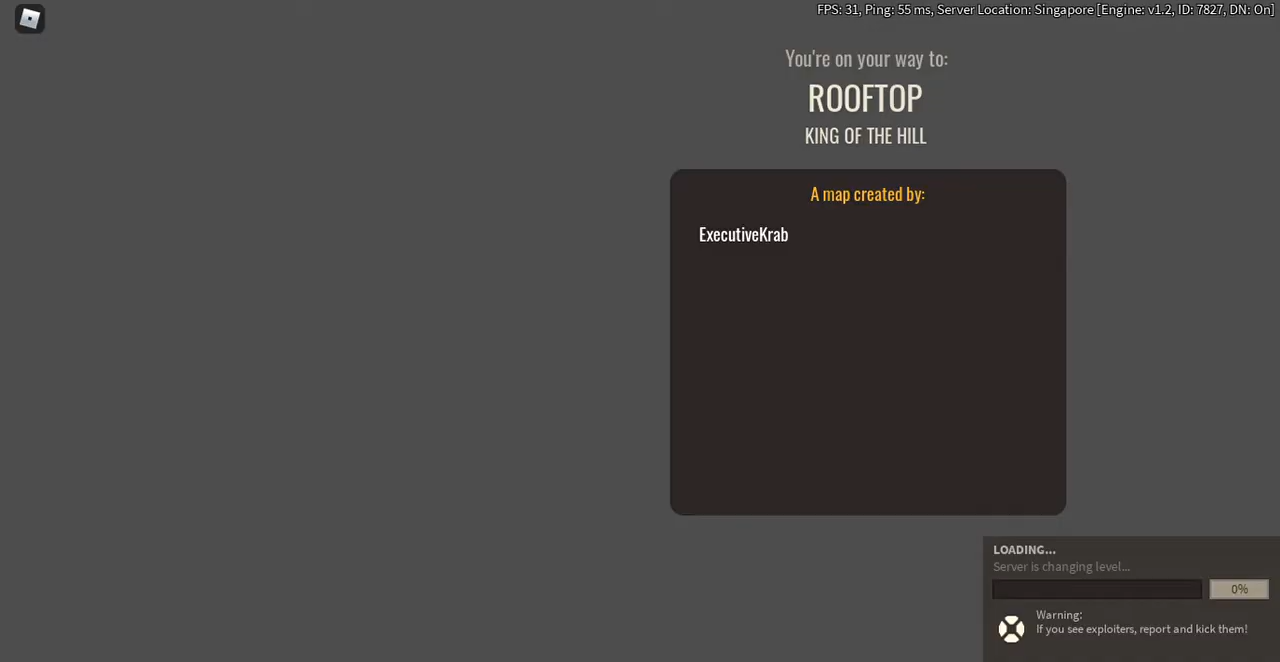 FPS: 31, Ping: 55 ms, Server Location: Singapore [Engine: v1.2, ID: 7827, DN: On]
You're on your way to:
ROOFTOP
KING OF THE HILL
A map created by:
ExecutiveKrab
LOADING...
Server is changing level...
0%
Warning:
If you see exploiters, report and kick them!